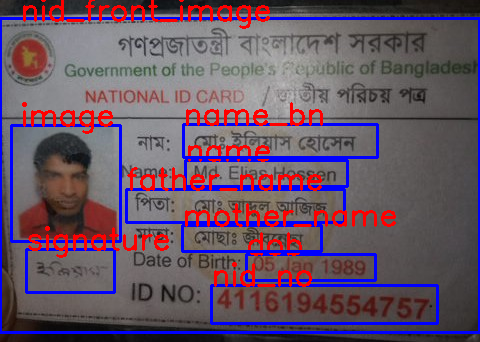 nid_front_image
গণপ্রজাতন্ত্রী বাংলাদেশ সরকার
Government of the People's Republic of Bangladesh
NATIONAL ID CARD / জাতীয় পরিচয় পত্র
image
name_bn
নাম: মোঃ ইলিয়াস হোসেন
name
Name: Md. Elias Hossen
father_name
পিতা: মোঃ আব্দুল আজিজ
mother_name
মাতা: মোছাঃ
signature
ইলিয়াস
dob
Date of Birth: 05 Jan 1989
nid_no
ID NO: 4116194554757